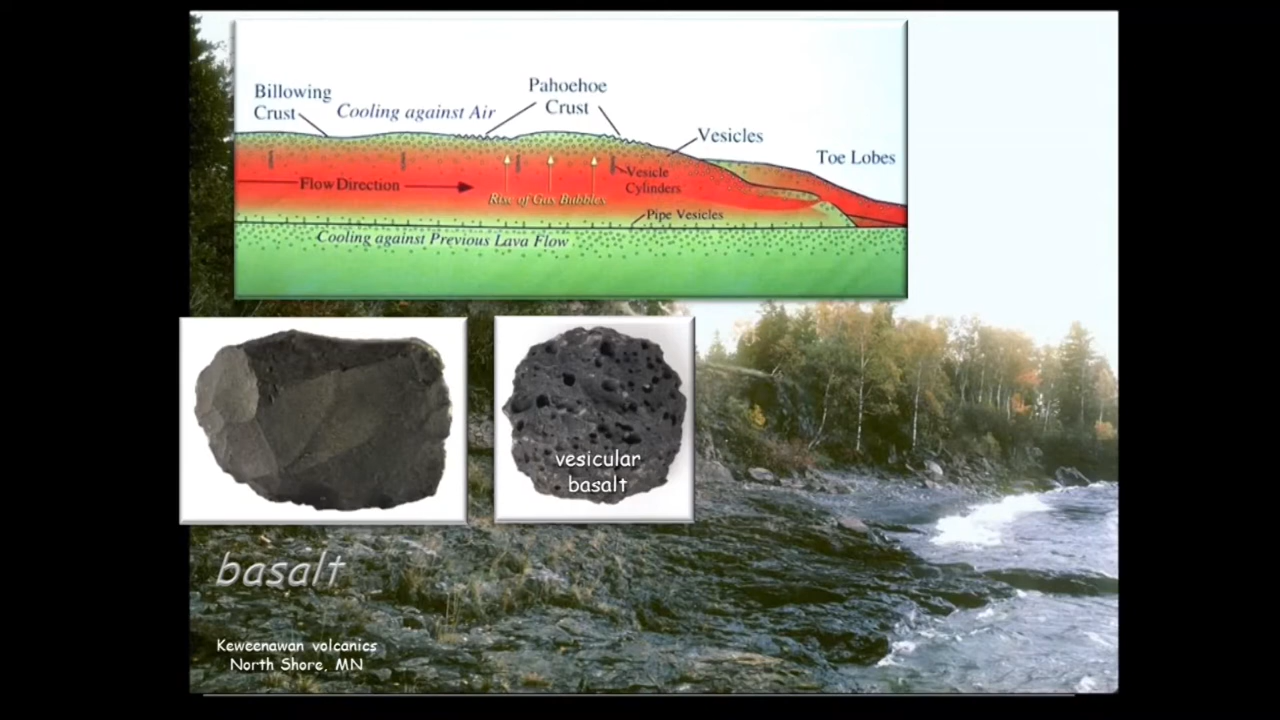 Billowing
Crust
Cooling against Air
Pahoehoe
Crust
Vesicles
Toe Lobes
Flow Direction
Vesicle
Cylinders
Rise of Gas Bubbles
Pipe Vesicles
Cooling against Previous Lava Flow
vesicular
basalt
basalt
Keweenawan volcanics
North Shore, MN